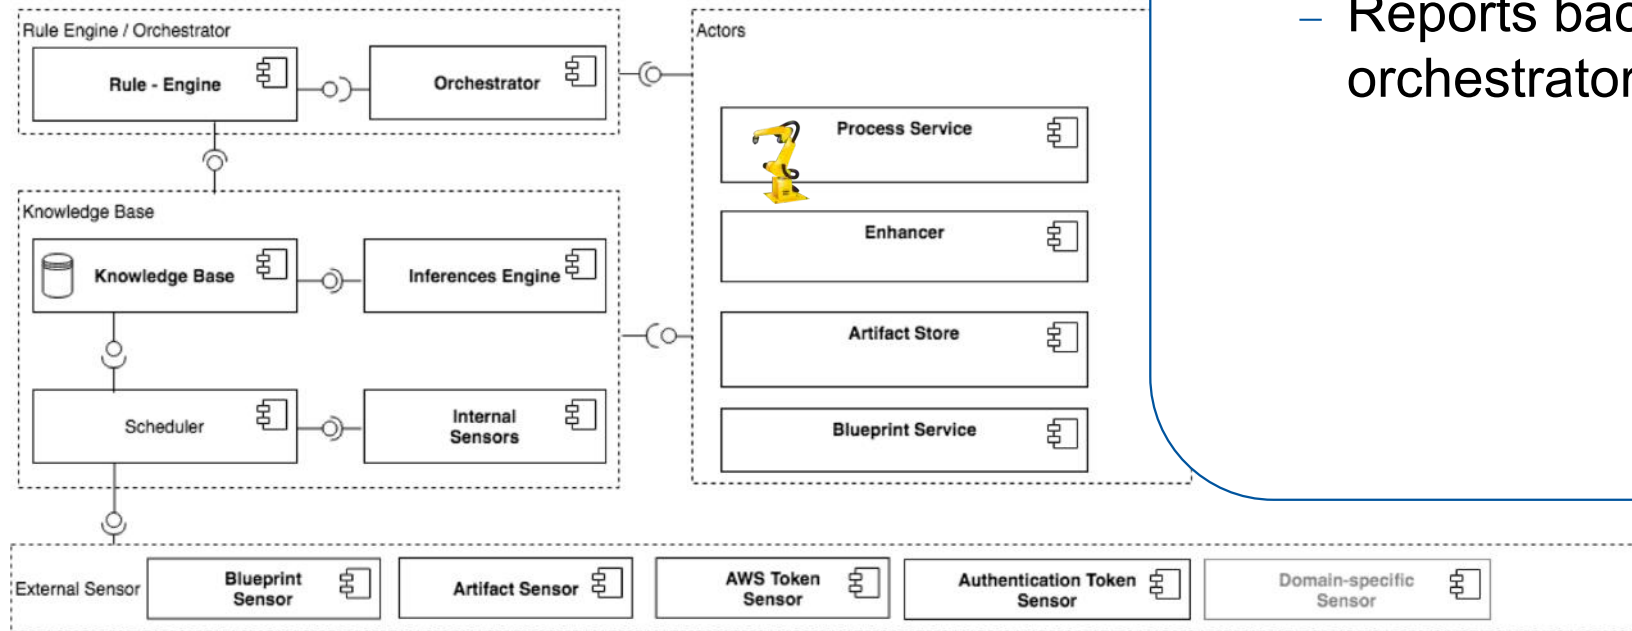 Rule Engine / Orchestrator
Rule - Engine
Orchestrator
Actors
Process Service
Enhancer
Artifact Store
Blueprint Service
Knowledge Base
Knowledge Base
Inferences Engine
Scheduler
Internal
Sensors
External Sensor
Blueprint
Sensor
Artifact Sensor
AWS Token
Sensor
Authentication Token
Sensor
Domain-specific
Sensor
– Reports
orchestrator